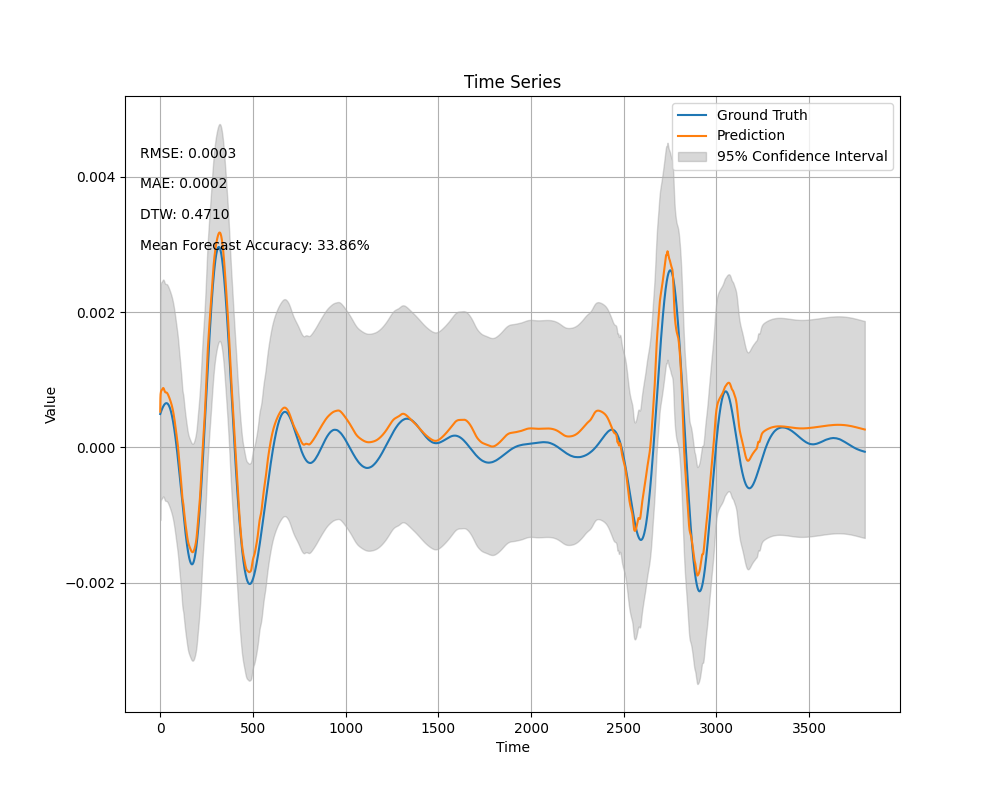 Time Series
Ground Truth
Prediction
95% Confidence Interval
RMSE: 0.0003
MAE: 0.0002
DTW: 0.4710
Mean Forecast Accuracy: 33.86%
0.004
0.002
0.000
−0.002
Value
0 500 1000 1500 2000 2500 3000 3500
Time